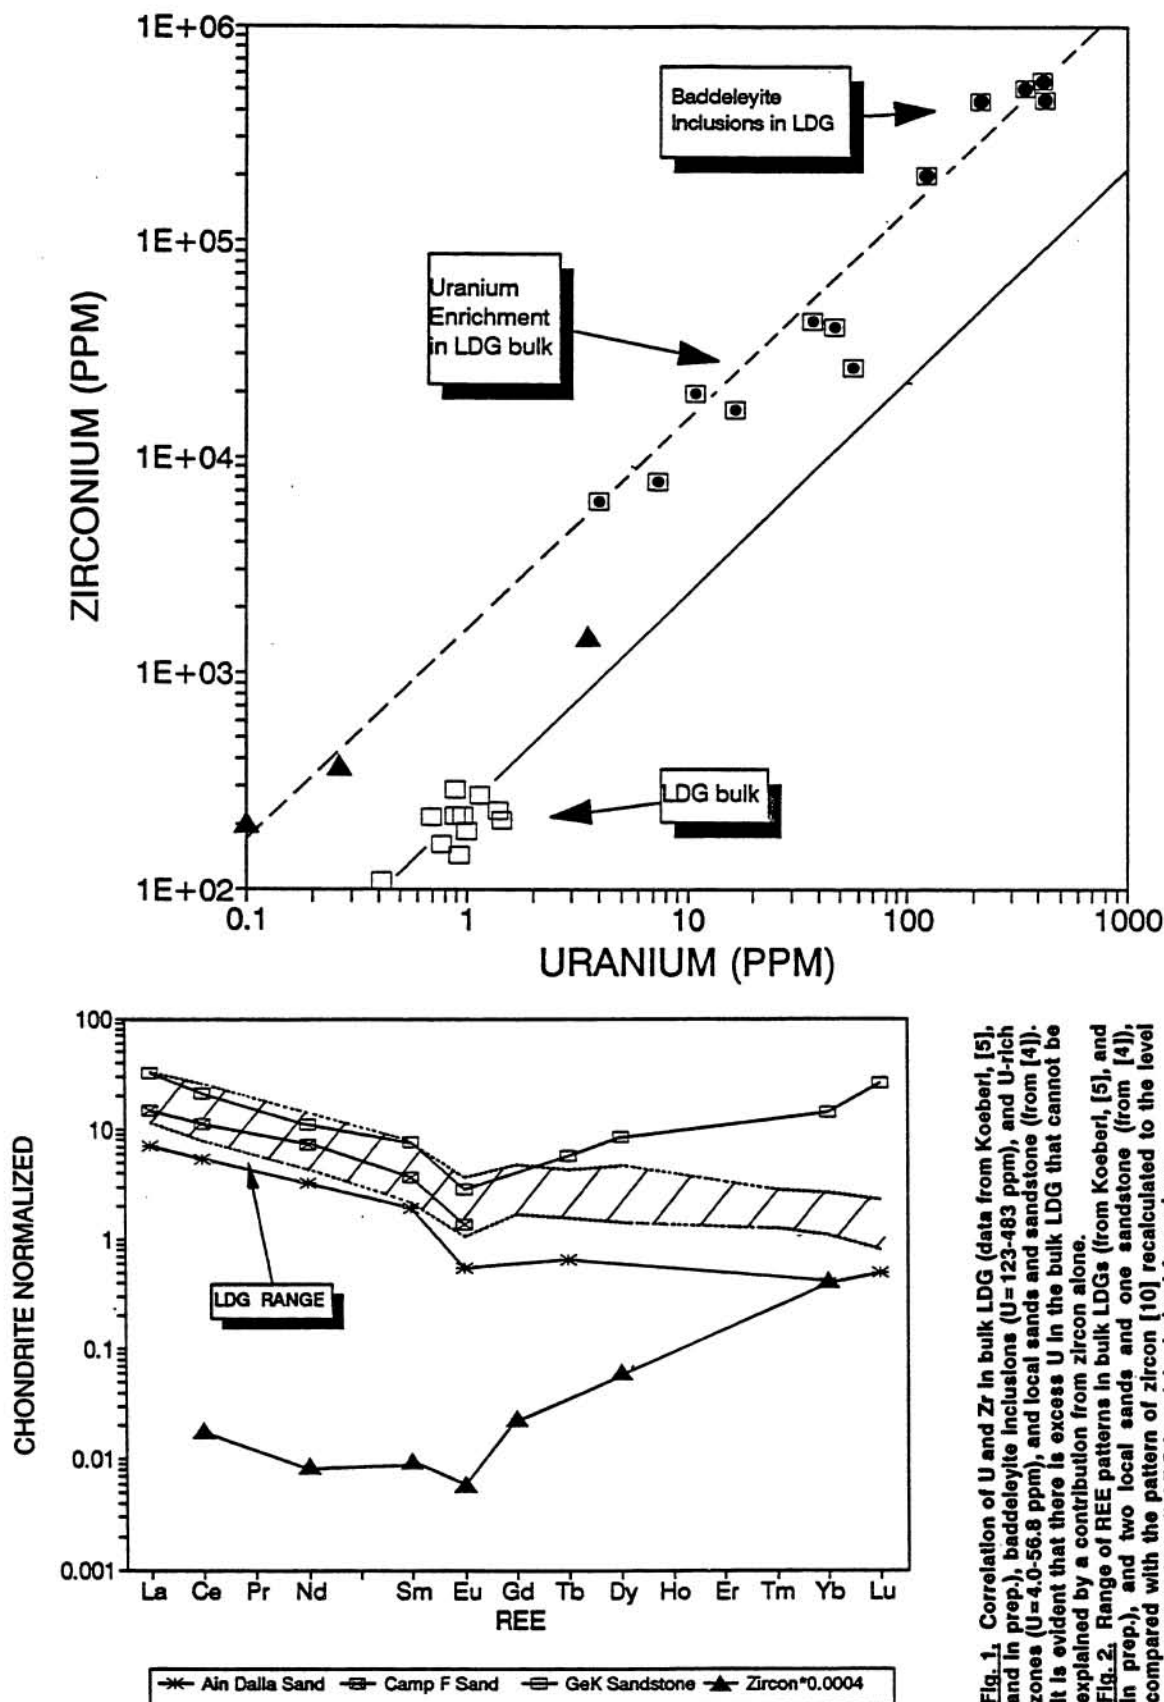 1E+06
1E+05
1E+04
1E+03
1E+02
ZIRCONIUM (PPM)
Baddeleyite
Inclusions in LDG
Uranium
Enrichment
in LDG bulk
LDG bulk
0.1 1 10 100 1000
URANIUM (PPM)
100
10
1
0.1
0.01
0.001
CHONDRITE NORMALIZED
LDG RANGE
La Ce Pr Nd Sm Eu Gd Tb Dy Ho Er Tm Yb Lu
REE
Ain Dalla Sand Camp F Sand GeK Sandstone Zircon*0.0004
Fig. 1. Correlation of U and Zr in bulk LDG (data from Koeberl, [5],
and in prep.), baddeleyite inclusions (U=123-483 ppm), and U-rich
zones (U=4.0-56.8 ppm), and local sands and sandstone (from [4]).
It is evident that there is excess U in the bulk LDG that cannot be
explained by a contribution from zircon alone.
Fig. 2. Range of REE patterns in bulk LDGs (from Koeberl, [5], and
in prep.), and two local sands and one sandstone (from [4]),
compared with the pattern of zircon [10] recalculated to the level